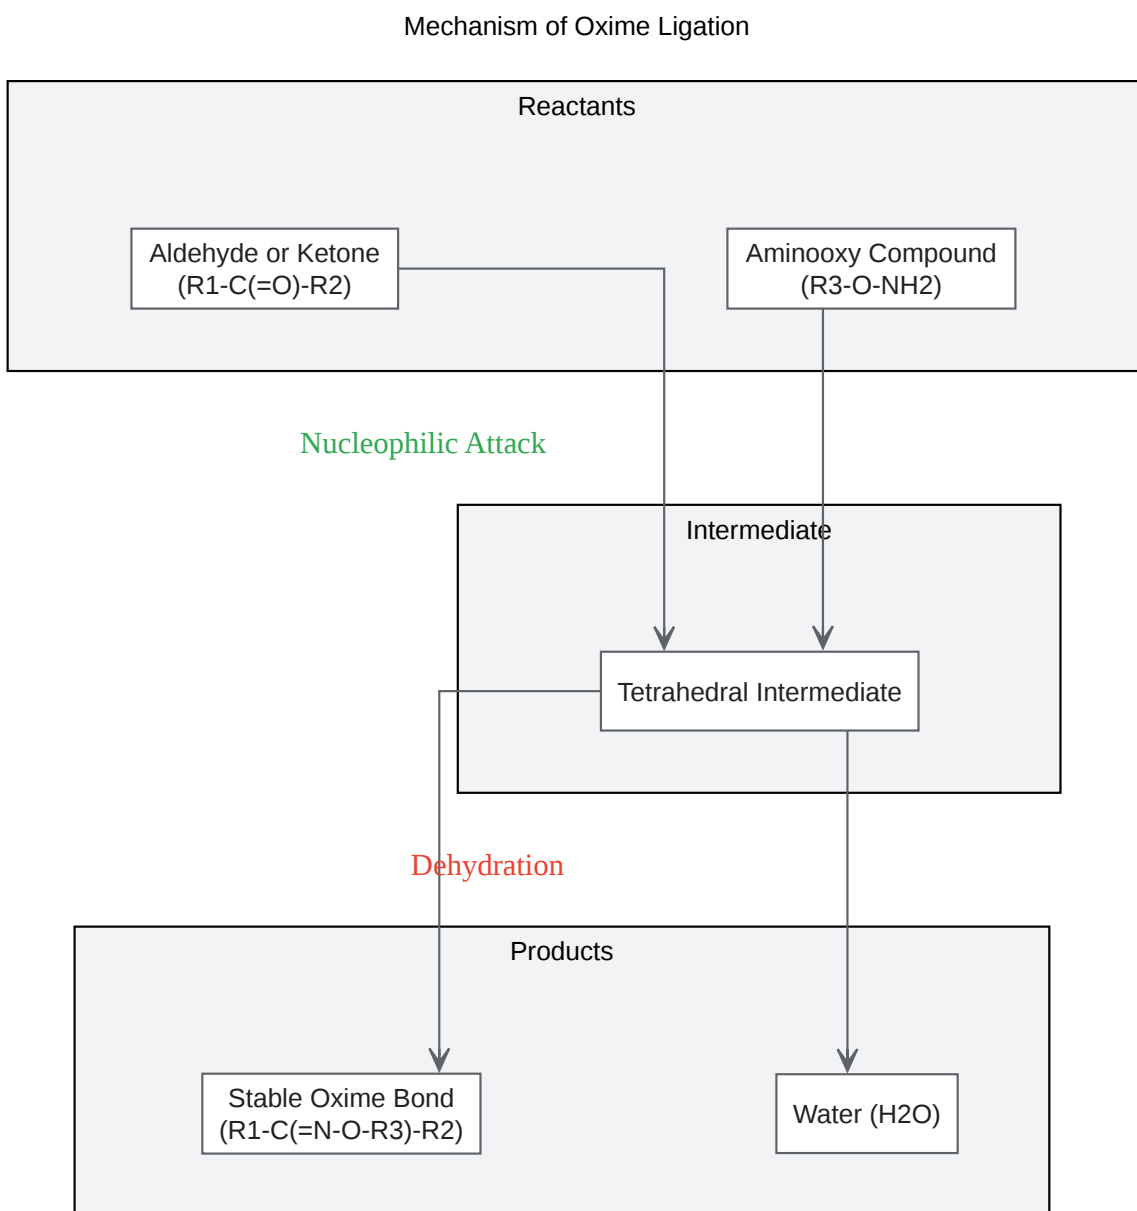 Mechanism of Oxime Ligation
Reactants
Aldehyde or Ketone
(R1-C(=O)-R2)
Aminooxy Compound
(R3-O-NH2)
Nucleophilic Attack
Intermediate
Tetrahedral Intermediate
Dehydration
Products
Stable Oxime Bond
(R1-C(=N-O-R3)-R2)
Water (H2O)